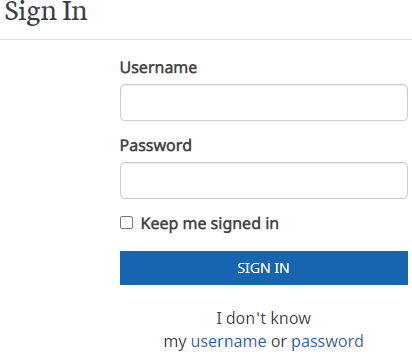 Sign In
Username
Password
Keep me signed in
SIGN IN
I don't know
my username or password